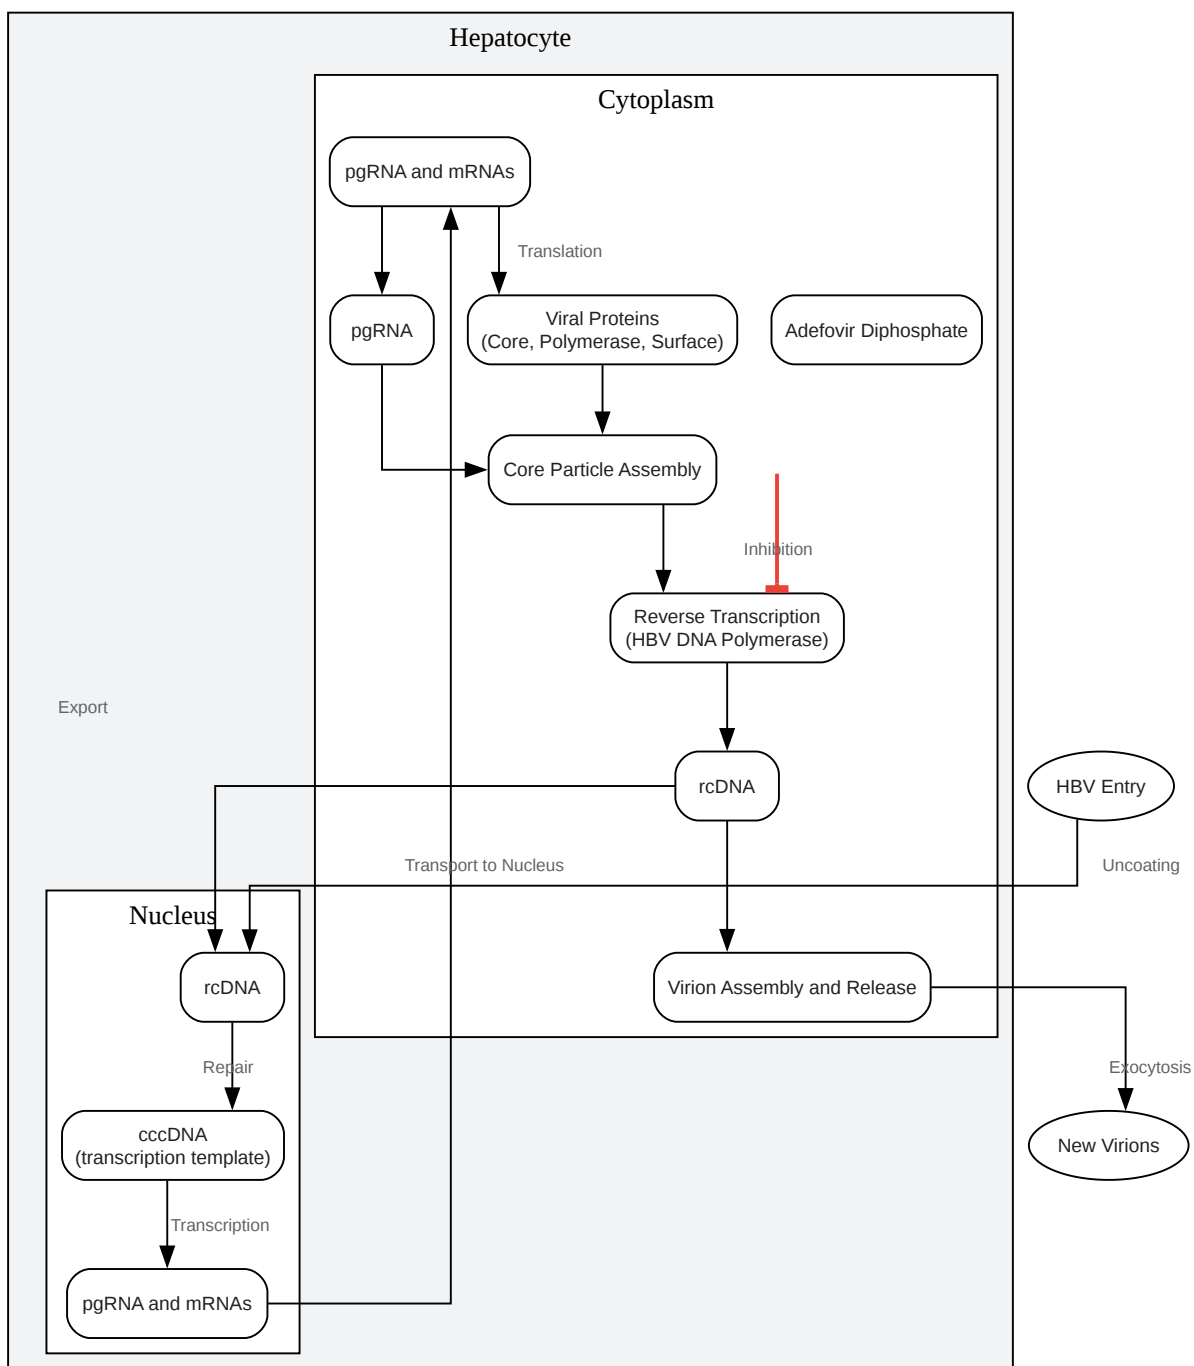 Hepatocyte
Cytoplasm
pgRNA and mRNAs
Translation
pgRNA
Viral Proteins
(Core, Polymerase, Surface)
Adefovir Diphosphate
Core Particle Assembly
Inhibition
Reverse Transcription
(HBV DNA Polymerase)
Export
rcDNA
HBV Entry
Transport to Nucleus
Uncoating
Nucleus
rcDNA
Virion Assembly and Release
Repair
Exocytosis
cccDNA
(transcription template)
New Virions
Transcription
pgRNA and mRNAs